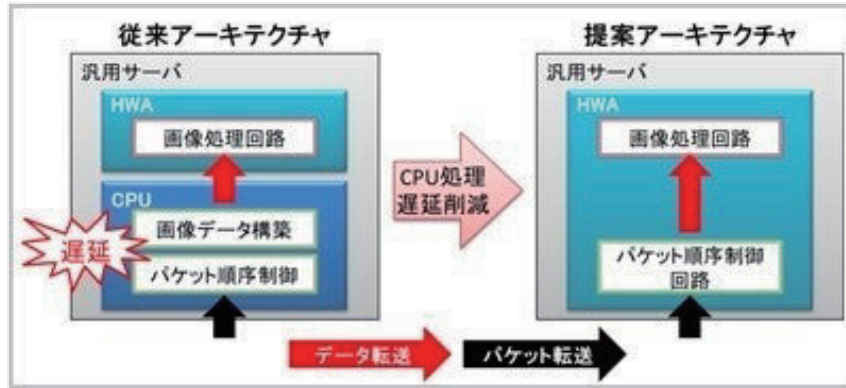 従来アーキテクチャ
汎用サーバ
HWA
画像処理回路
CPU
画像データ構築
パケット順序制御
遅延
CPU処理
遅延削減
提案アーキテクチャ
汎用サーバ
HWA
画像処理回路
パケット順序制御
回路
データ転送
パケット転送